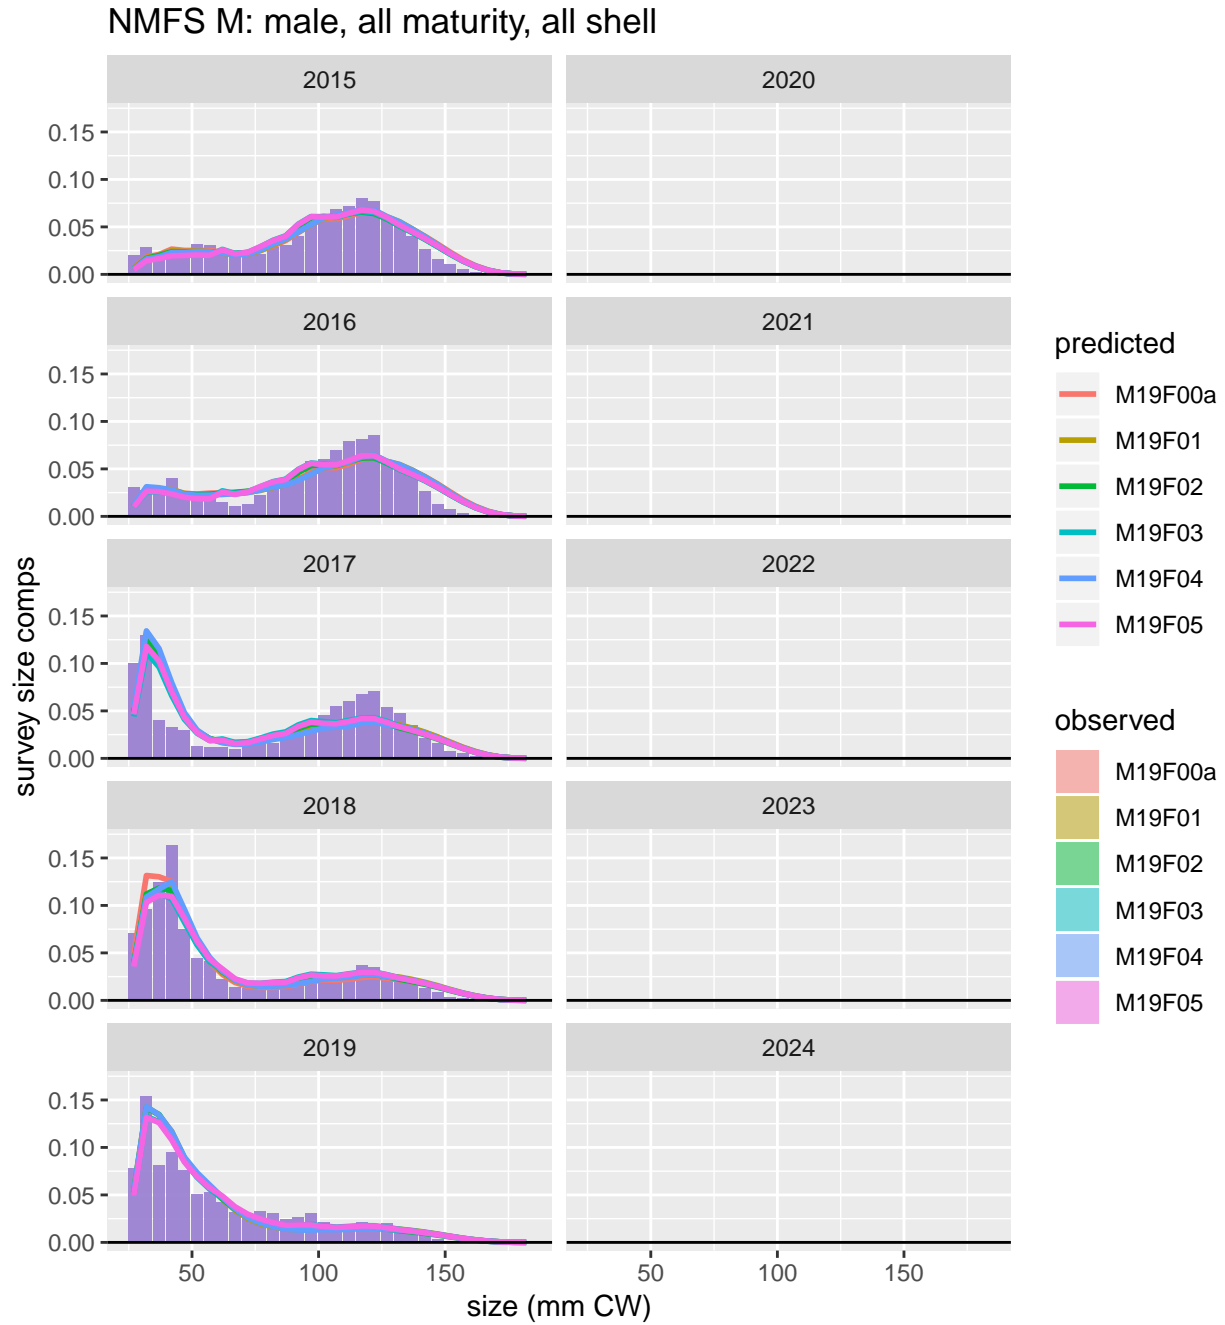 NMFS M: male, all maturity, all shell
2015
2020
0.15
0.10
0.05
0.00
2016
2021
0.15
0.10
0.05
0.00
2017
2022
0.15
0.10
0.05
0.00
2018
2023
0.15
0.10
0.05
0.00
2019
2024
0.15
0.10
0.05
0.00
50
100
150
50
100
150
size (mm CW)
survey size comps
predicted
M19F00a
M19F01
M19F02
M19F03
M19F04
M19F05
observed
M19F00a
M19F01
M19F02
M19F03
M19F04
M19F05